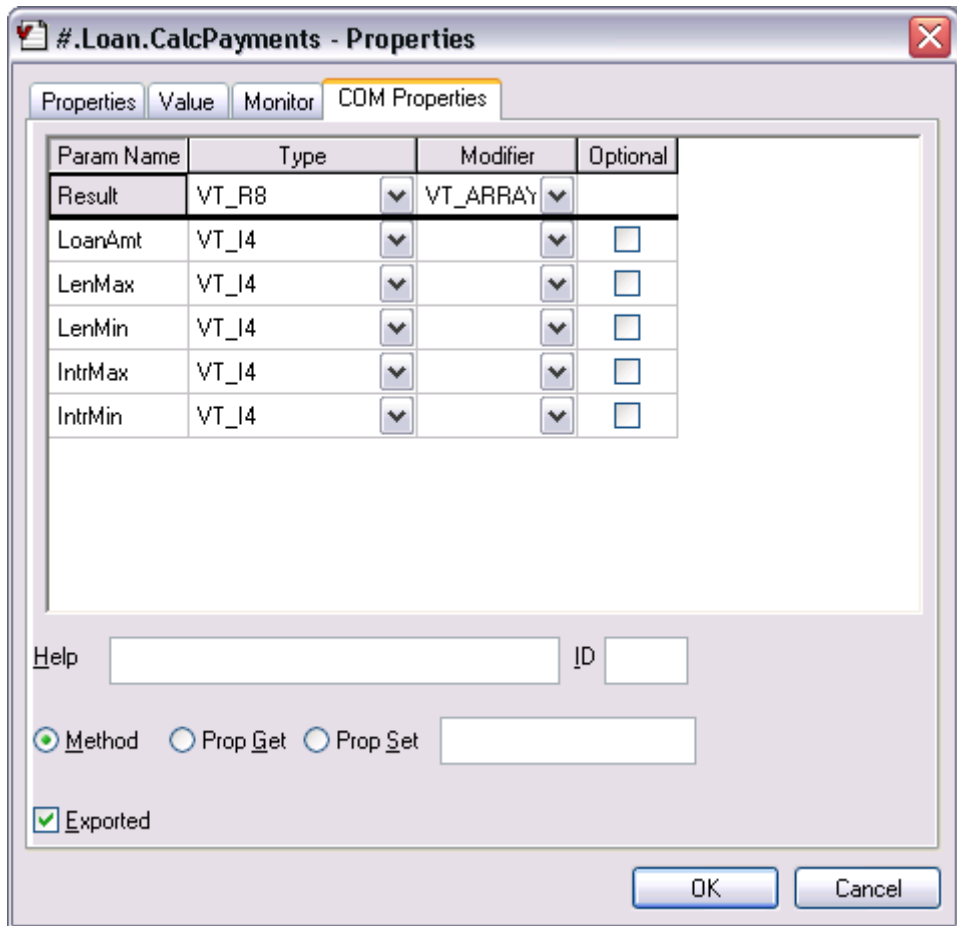 #.Loan.CalcPayments - Properties
Properties Value Monitor COM Properties
Param Name Type Modifier Optional
Result VT_R8 VT_ARRAY
LoanAmt VT_I4
LenMax VT_I4
LenMin VT_I4
IntrMax VT_I4
IntrMin VT_I4
Help ID
Method Prop Get Prop Set
Exported
OK Cancel